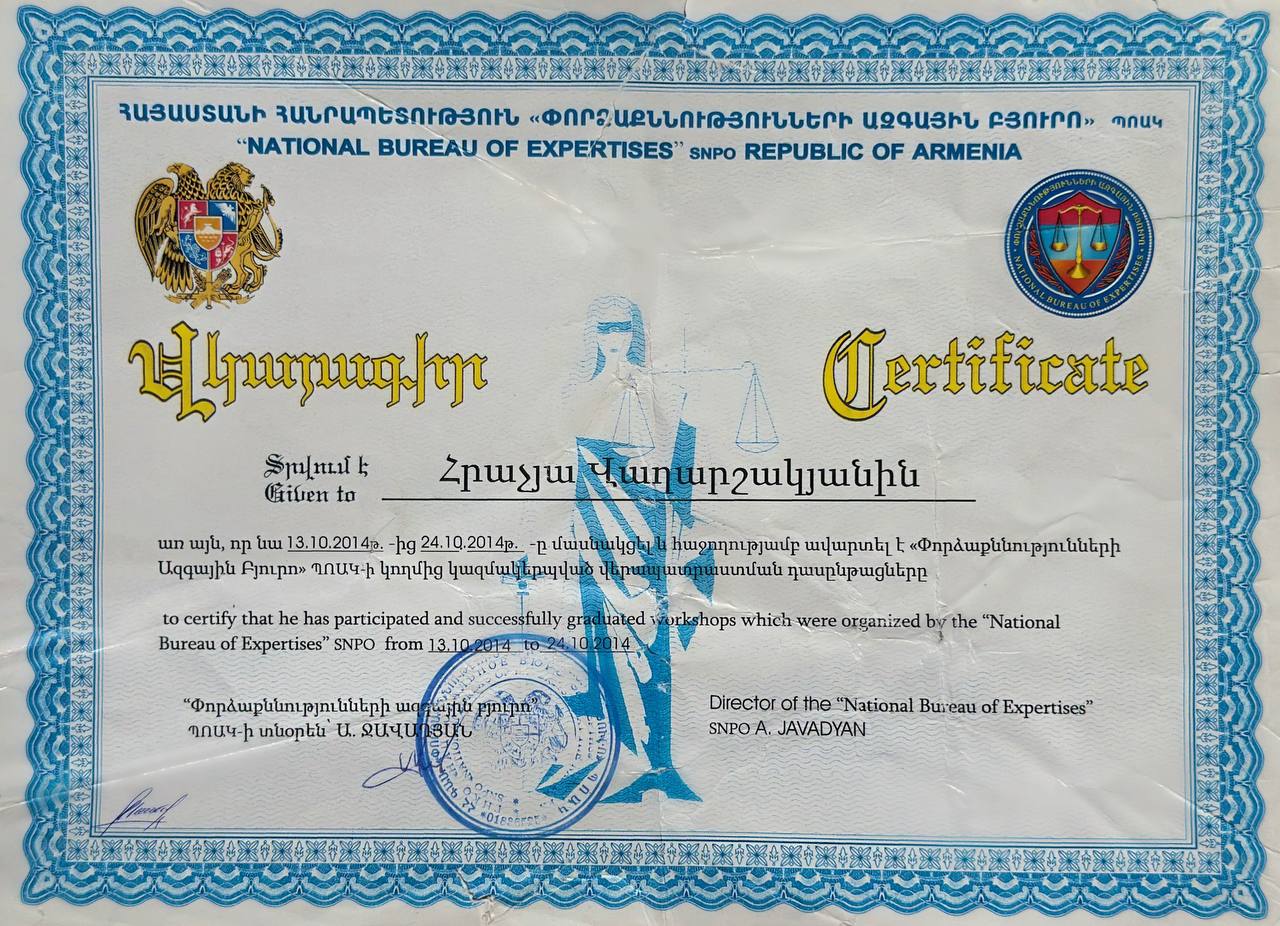 ՀԱՅԱՍՏԱՆԻ ՀԱՆՐԱՊԵՏՈՒԹՅՈՒՆ «ՓՈՐՁԱՔՆՆՈՒԹՅՈՒՆՆԵՐԻ ԱԶԳԱՅԻՆ ԲՅՈՒՐՈ» ՊՈԱԿ
“NATIONAL BUREAU OF EXPERTISES” SNPO REPUBLIC OF ARMENIA
ՓՈՐՁԱՔՆՆՈՒԹՅՈՒՆՆԵՐԻ ԱԶԳԱՅԻՆ ԲՅՈՒՐՈ
NATIONAL BUREAU OF EXPERTISES
Վկայագիր
Certificate
Տրվում է Հրաչյա Վաղարշակյանին
Given to
առ այն, որ նա 13.10.2014թ. -ից 24.10.2014թ. -ը մասնակցել և հաջողությամբ ավարտել է «Փորձաքննությունների
Ազգային Բյուրո» ՊՈԱԿ-ի կողմից կազմակերպված վերապատրաստման դասընթացները
to certify that he has participated and successfully graduated workshops which were organized by the “National
Bureau of Expertises” SNPO from 13.10.2014 to 24.10.2014
“Փորձաքննությունների ազգային բյուրո”
ՊՈԱԿ-ի տնօրեն՝ Ա. ՋԱՎԱԴՅԱՆ
Director of the “National Bureau of Expertises”
SNPO A. JAVADYAN